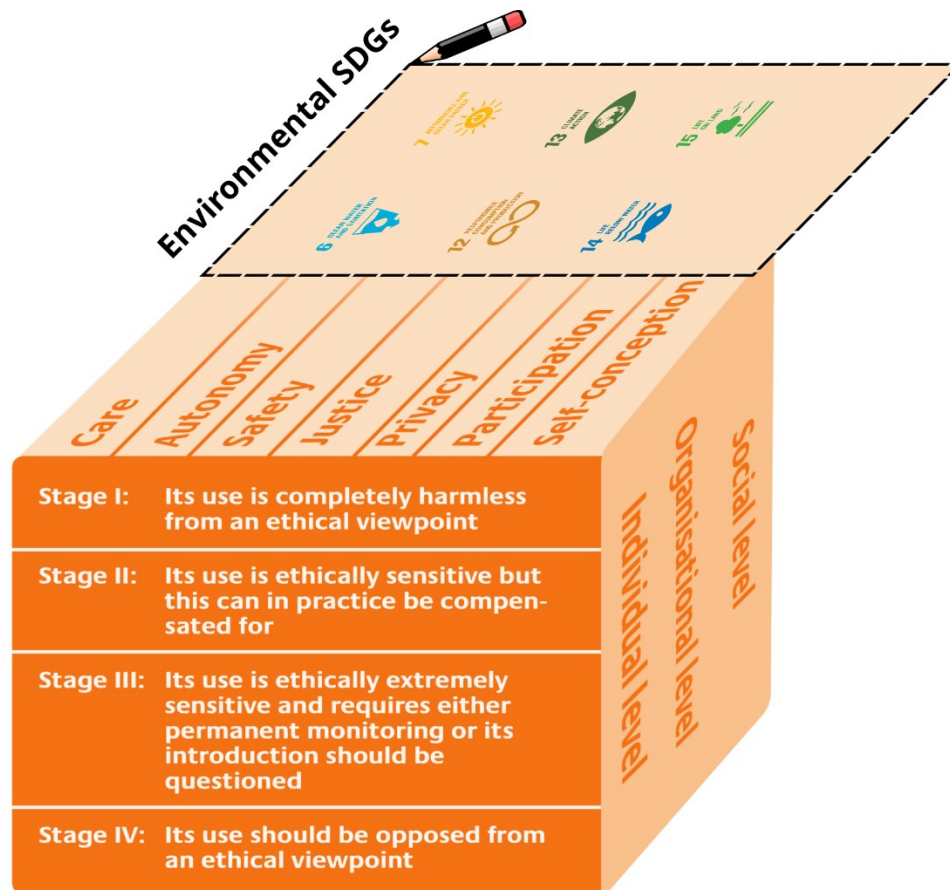 Environmental SDGs
7 AFFORDABLE AND
CLEAN ENERGY
13 CLIMATE
ACTION
15 LIFE
ON LAND
6 CLEAN WATER
AND SANITATION
12 RESPONSIBLE
CONSUMPTION
AND PRODUCTION
14 LIFE
BELOW WATER
Care
Autonomy
Safety
Justice
Privacy
Participation
Self-conception
Stage I: Its use is completely harmless
from an ethical viewpoint
Stage II: Its use is ethically sensitive but
this can in practice be compen-
sated for
Stage III: Its use is ethically extremely
sensitive and requires either
permanent monitoring or its
introduction should be
questioned
Stage IV: Its use should be opposed from
an ethical viewpoint
Individual level
Organisational level
Social level